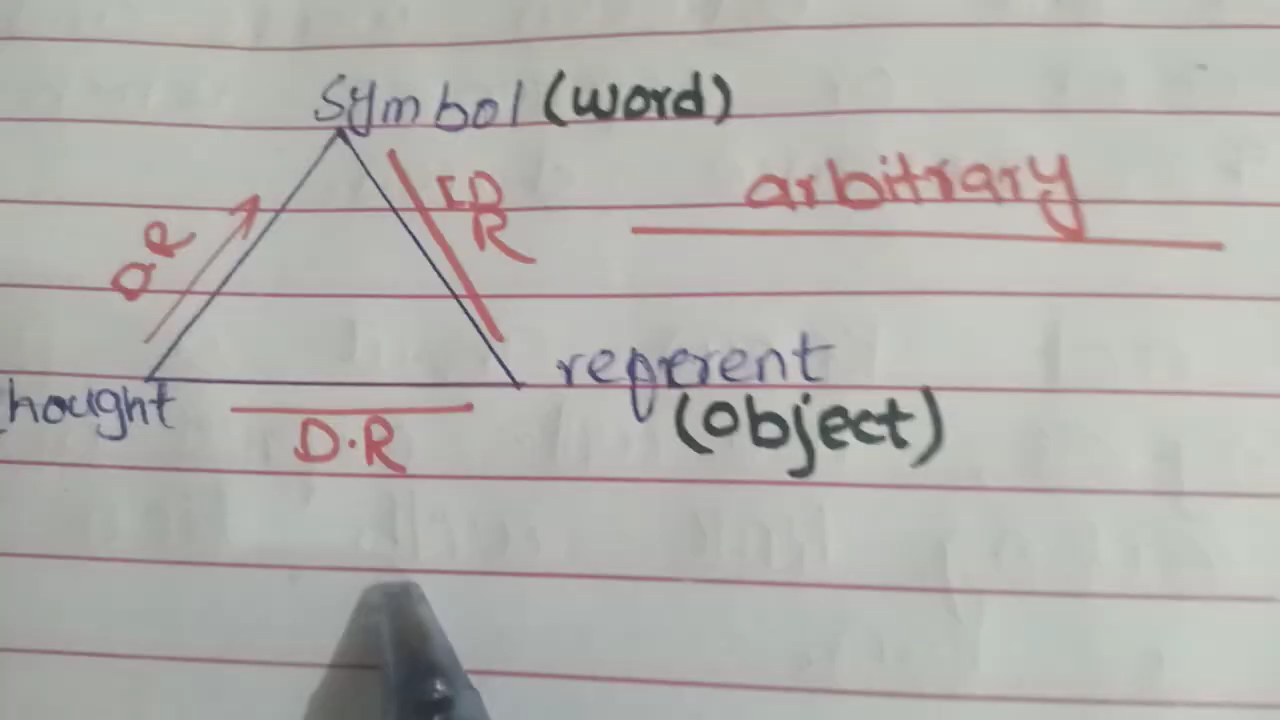 Symbol (word)
arbitrary
ID
R
D R
referent
hought
(object)
D.R